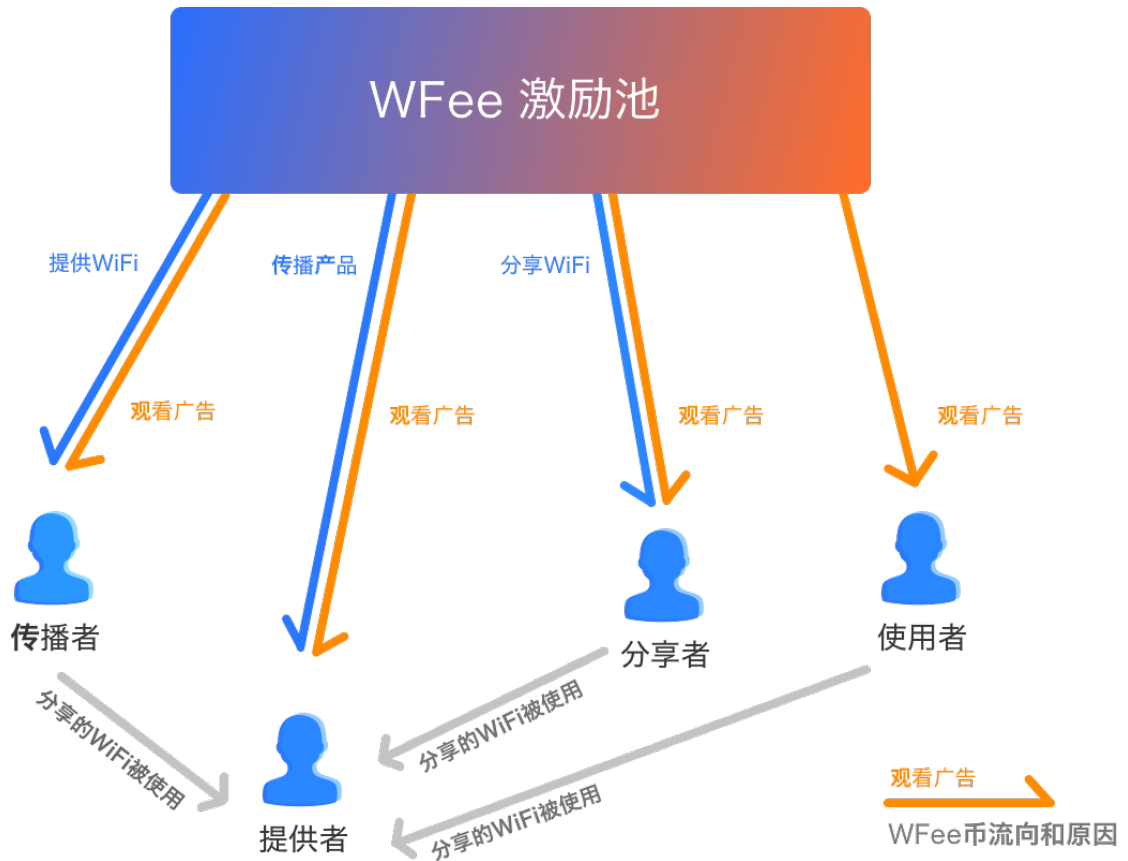 WFee 激励池
提供WiFi
传播产品
分享WiFi
观看广告
观看广告
观看广告
观看广告
传播者
分享者
使用者
分享的WiFi被使用
分享的WiFi被使用
分享的WiFi被使用
提供者
观看广告
WFee币流向和原因